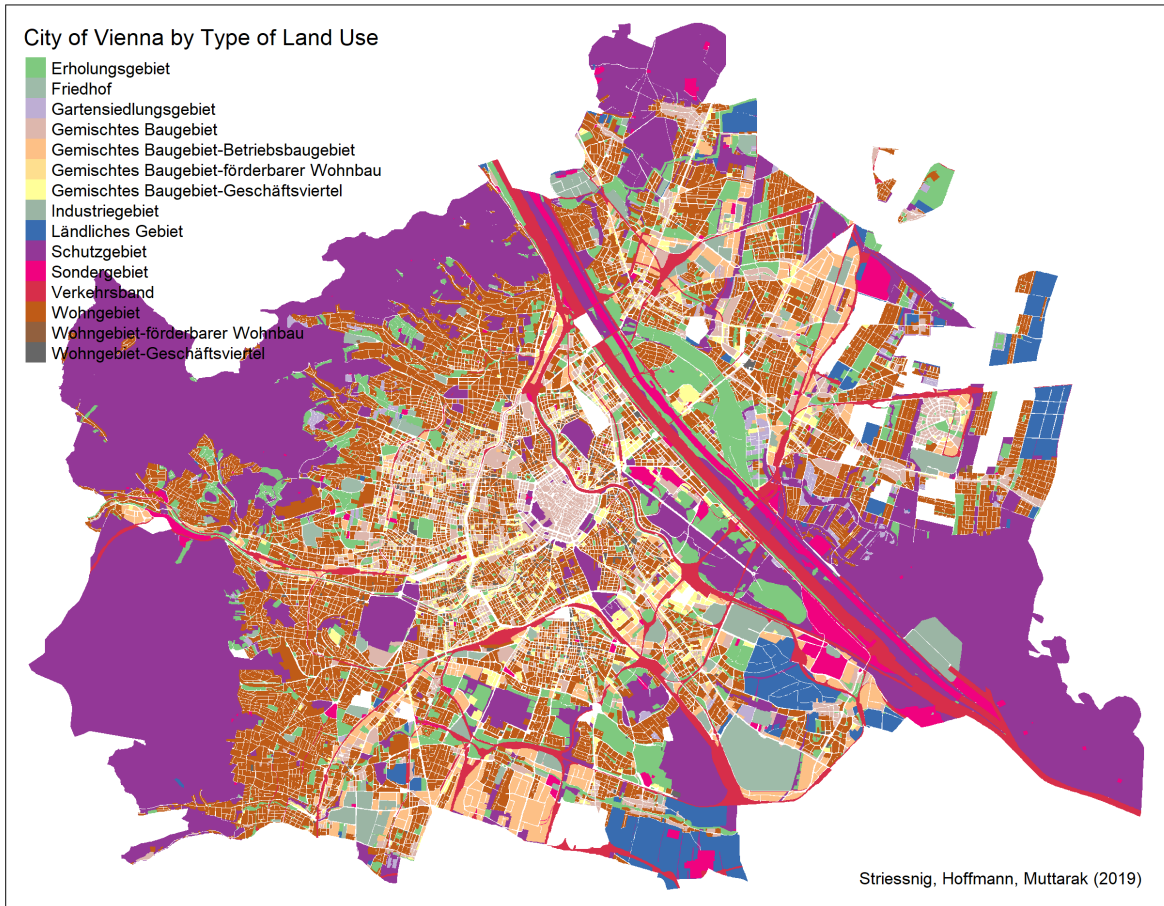 City of Vienna by Type of Land Use
Erholungsgebiet
Friedhof
Gartensiedlungsgebiet
Gemischtes Baugebiet
Gemischtes Baugebiet-Betriebsbaugebiet
Gemischtes Baugebiet-förderbarer Wohnbau
Gemischtes Baugebiet-Geschäftsviertel
Industriegebiet
Ländliches Gebiet
Schutzgebiet
Sondergebiet
Verkehrsband
Wohngebiet
Wohngebiet-förderbarer Wohnbau
Wohngebiet-Geschäftsviertel
Striessnig, Hoffmann, Muttarak (2019)